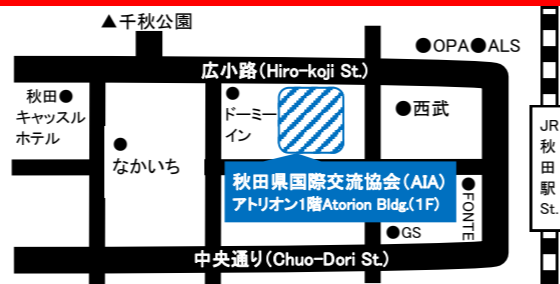 ▲千秋公園
●OPA●ALS
広小路(Hiro-koji St.)
秋田●
キャッスル
ホテル
●
なかいち
●
ドーミー
イン
●西武
秋田県国際交流協会(AIA)
アトリオン1階Atorion Bldg.(1F)
●FONTE
●GS
中央通り(Chuo-Dori St.)
JR
秋
田
駅
St.